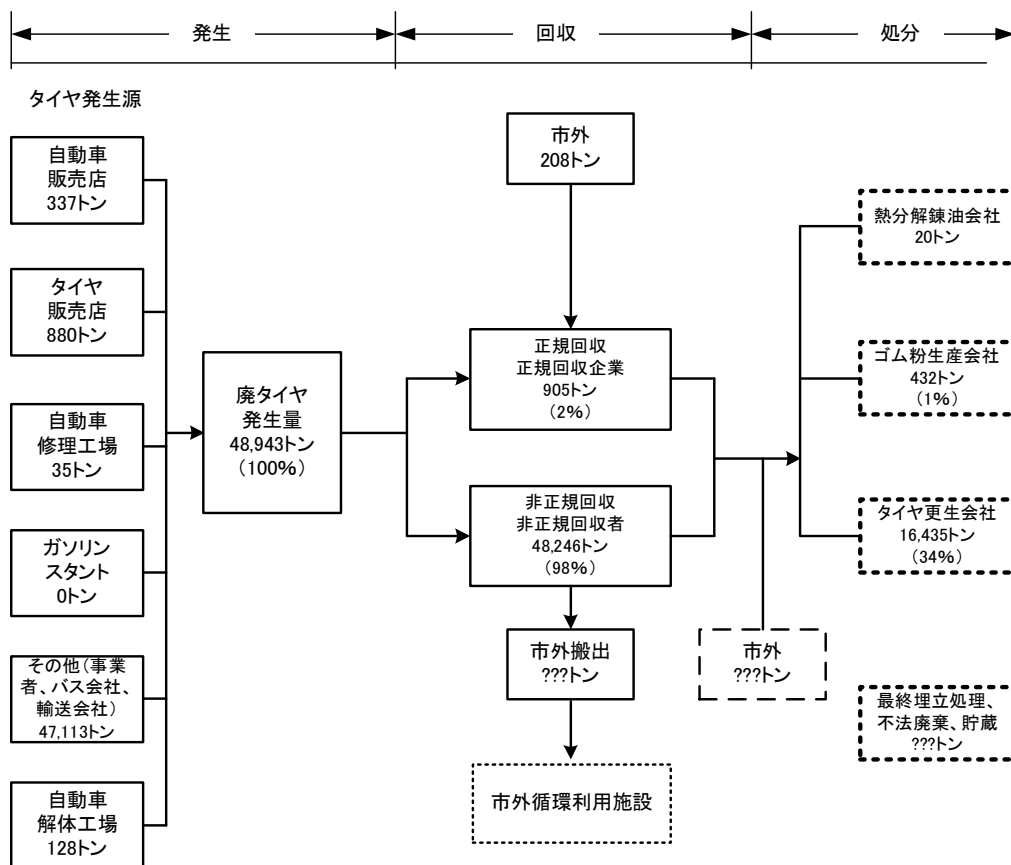 発生
回収
処分
タイヤ発生源
自動車
販売店
337トン
タイヤ
販売店
880トン
自動車
修理工場
35トン
ガソリン
スタント
0トン
その他（事業
者、バス会社、
輸送会社）
47,113トン
自動車
解体工場
128トン
廃タイヤ
発生量
48,943トン
（100%）
市外
208トン
正規回収
正規回収企業
905トン
（2%）
非正規回収
非正規回収者
48,246トン
（98%）
市外搬出
???トン
市外循環利用施設
市外
???トン
熱分解錬油会社
20トン
ゴム粉生産会社
432トン
（1%）
タイヤ更生会社
16,435トン
（34%）
最終埋立処理、
不法廃棄、貯蔵
???トン